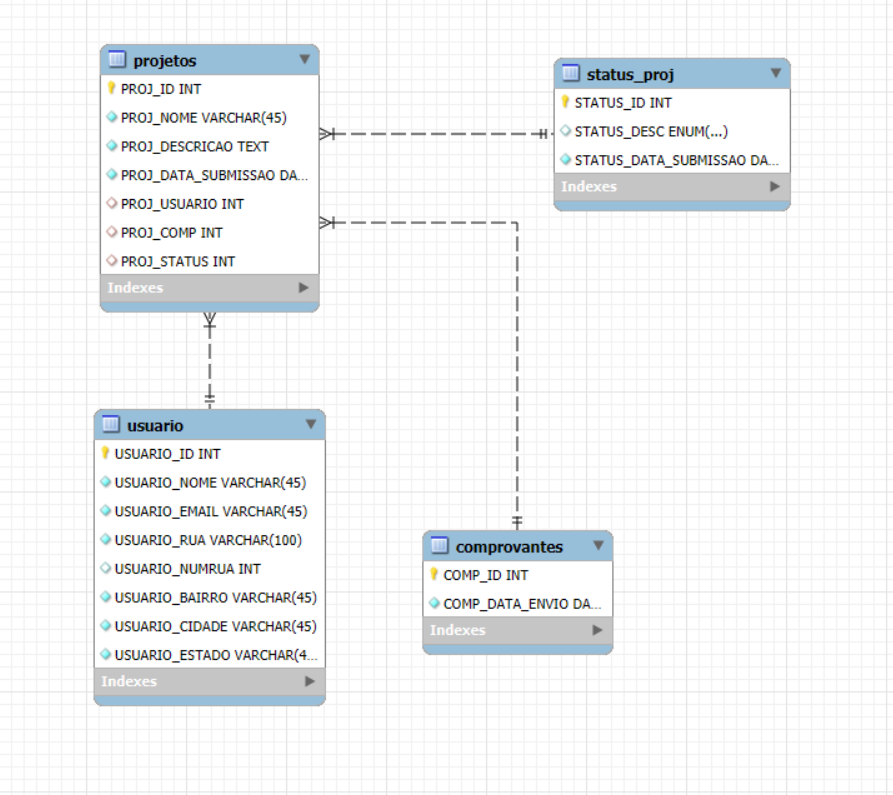 projetos
PROJ_ID INT
PROJ_NOME VARCHAR(45)
PROJ_DESCRICAO TEXT
PROJ_DATA_SUBMISSAO DA...
PROJ_USUARIO INT
PROJ_COMP INT
PROJ_STATUS INT
Indexes
status_proj
STATUS_ID INT
STATUS_DESC ENUM(...)
STATUS_DATA_SUBMISSAO DA...
Indexes
usuario
USUARIO_ID INT
USUARIO_NOME VARCHAR(45)
USUARIO_EMAIL VARCHAR(45)
USUARIO_RUA VARCHAR(100)
USUARIO_NUMRUA INT
USUARIO_BAIRRO VARCHAR(45)
USUARIO_CIDADE VARCHAR(45)
USUARIO_ESTADO VARCHAR(4...
Indexes
comprovantes
COMP_ID INT
COMP_DATA_ENVIO DA...
Indexes